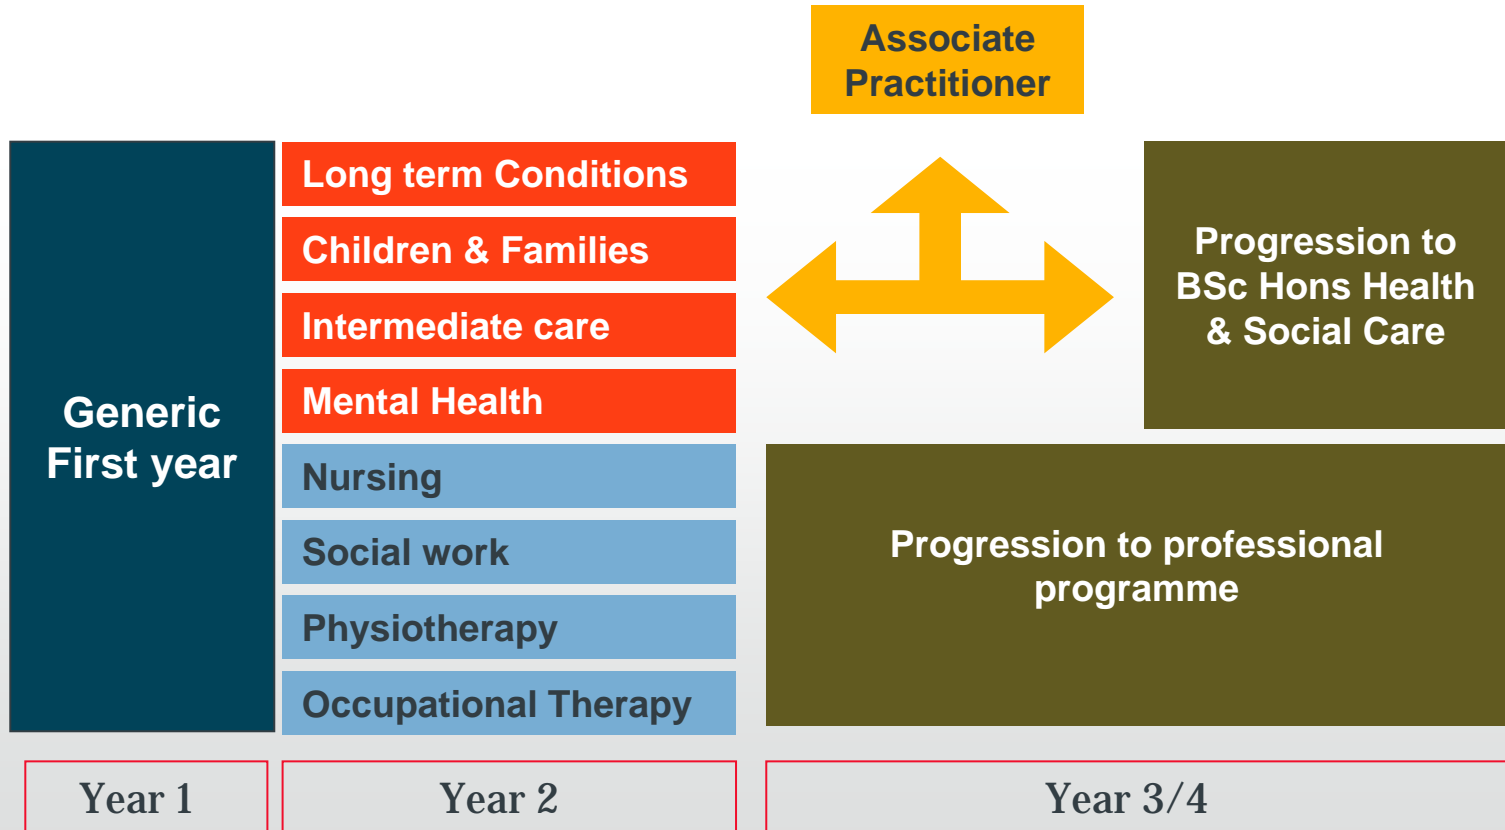 Associate
Practitioner
Generic
First year
Long term Conditions
Children & Families
Intermediate care
Mental Health
Nursing
Social work
Physiotherapy
Occupational Therapy
Progression to
BSc Hons Health
& Social Care
Progression to professional
programme
Year 1
Year 2
Year 3/4